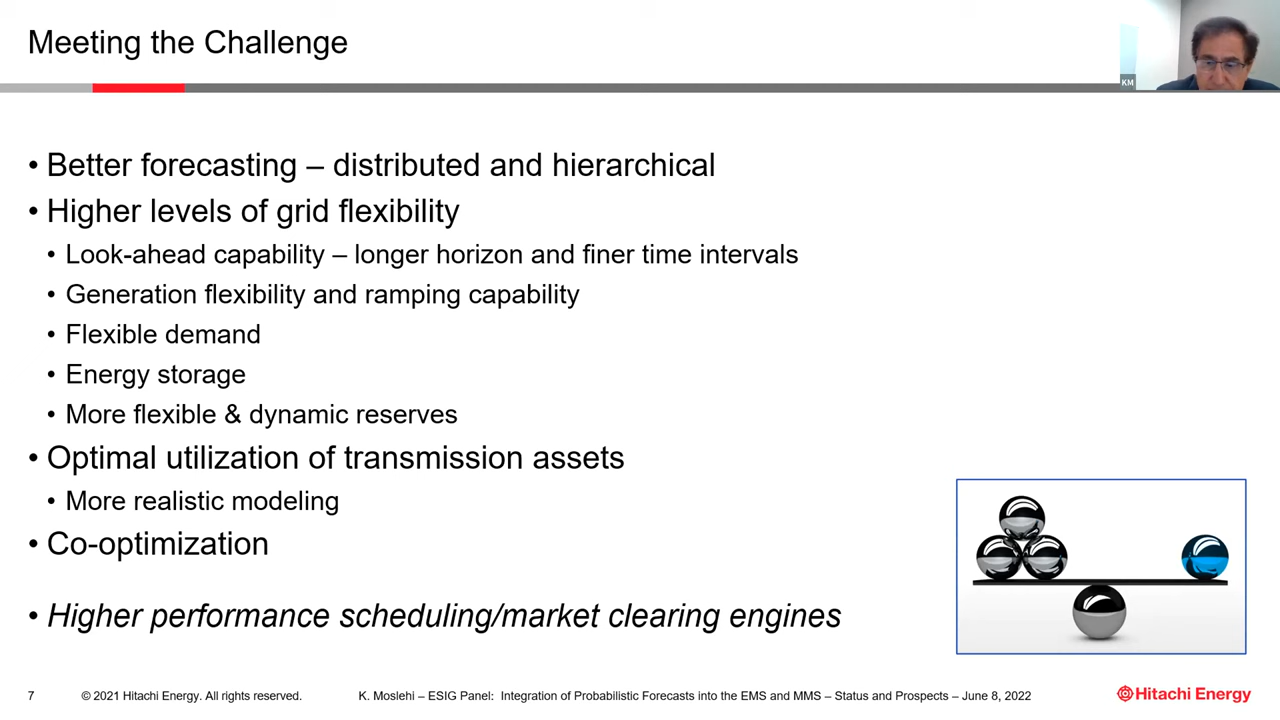 Meeting the Challenge
KM
• Better forecasting – distributed and hierarchical
• Higher levels of grid flexibility
• Look-ahead capability – longer horizon and finer time intervals
• Generation flexibility and ramping capability
• Flexible demand
• Energy storage
• More flexible & dynamic reserves
• Optimal utilization of transmission assets
• More realistic modeling
• Co-optimization
• Higher performance scheduling/market clearing engines
7 © 2021 Hitachi Energy. All rights reserved. K. Moslehi – ESIG Panel: Integration of Probabilistic Forecasts into the EMS and MMS – Status and Prospects – June 8, 2022 Hitachi Energy